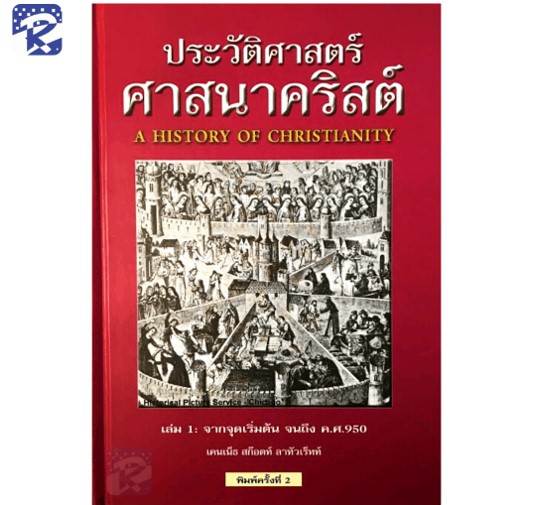 ประวัติศาสตร์
ศาสนาคริสต์
A HISTORY OF CHRISTIANITY
Historical Picture Service - Chicago
เล่ม 1: จากจุดเริ่มต้น จนถึง ค.ศ.950
เคนเน็ธ สก๊อตท์ ลาทัวเร็ทท์
พิมพ์ครั้งที่ 2